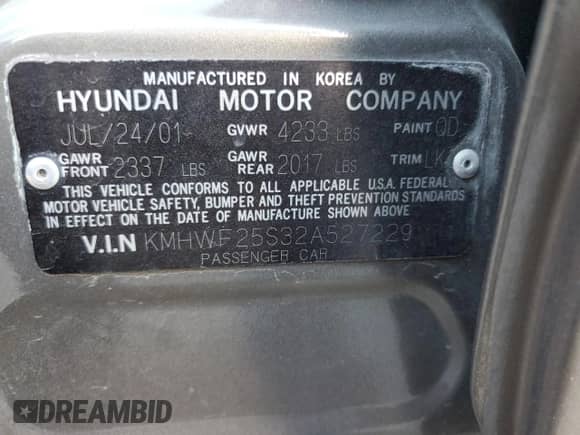 MANUFACTURED IN KOREA BY
HYUNDAI MOTOR COMPANY
JUL/24/01 GVWR 4233 LBS PAINT QD
GAWR FRONT 2337 LBS GAWR REAR 2017 LBS TRIM LK
THIS VEHICLE CONFORMS TO ALL APPLICABLE U.S.A. FEDERAL
MOTOR VEHICLE SAFETY, BUMPER AND THEFT PREVENTION STANDARDS
IN EFFECT ON THE DATE OF MANUFACTURE SHOWN ABOVE
V.I.N KMHWF25S32A527229
PASSENGER CAR
DREAMBID